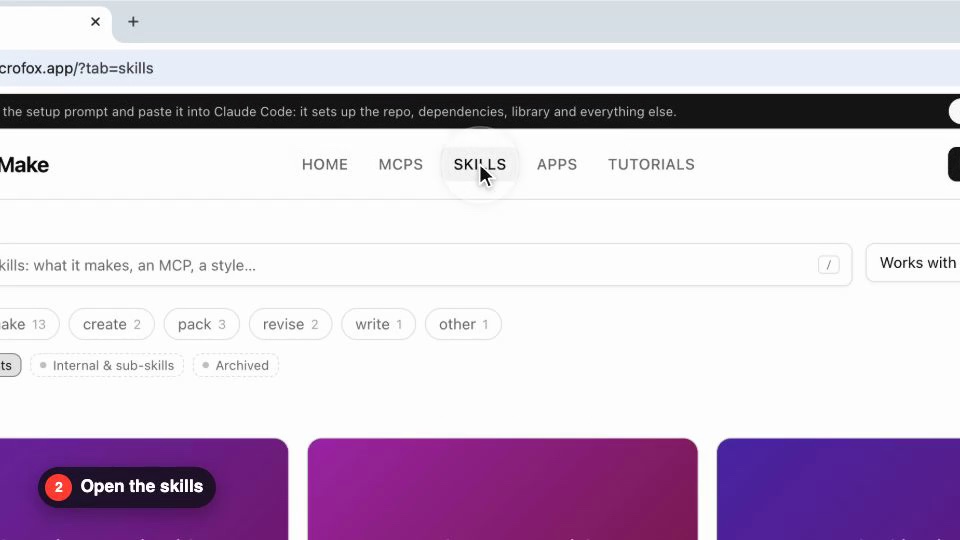 crofox.app/?tab=skills
the setup prompt and paste it into Claude Code: it sets up the repo, dependencies, library and everything else.
Make HOME MCPS SKILLS APPS TUTORIALS
kills: what it makes, an MCP, a style... / Works with
ake 13 create 2 pack 3 revise 2 write 1 other 1
ts Internal & sub-skills Archived
2 Open the skills